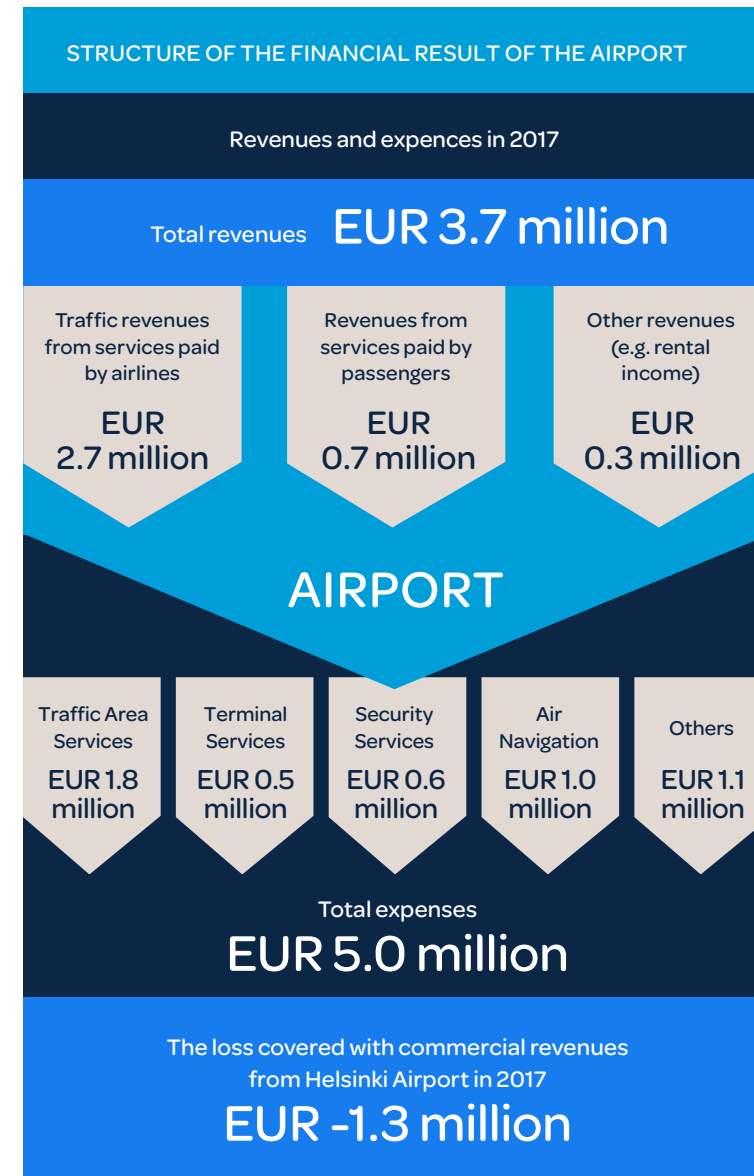 STRUCTURE OF THE FINANCIAL RESULT OF THE AIRPORT
Revenues and expences in 2017
Total revenues EUR 3.7 million
Traffic revenues
from services paid
by airlines
EUR
2.7 million
Revenues from
services paid by
passengers
EUR
0.7 million
Other revenues
(e.g. rental
income)
EUR
0.3 million
AIRPORT
Traffic Area
Services
EUR 1.8
million
Terminal
Services
EUR 0.5
million
Security
Services
EUR 0.6
million
Air
Navigation
EUR 1.0
million
Others
EUR 1.1
million
Total expenses
EUR 5.0 million
The loss covered with commercial revenues
from Helsinki Airport in 2017
EUR -1.3 million